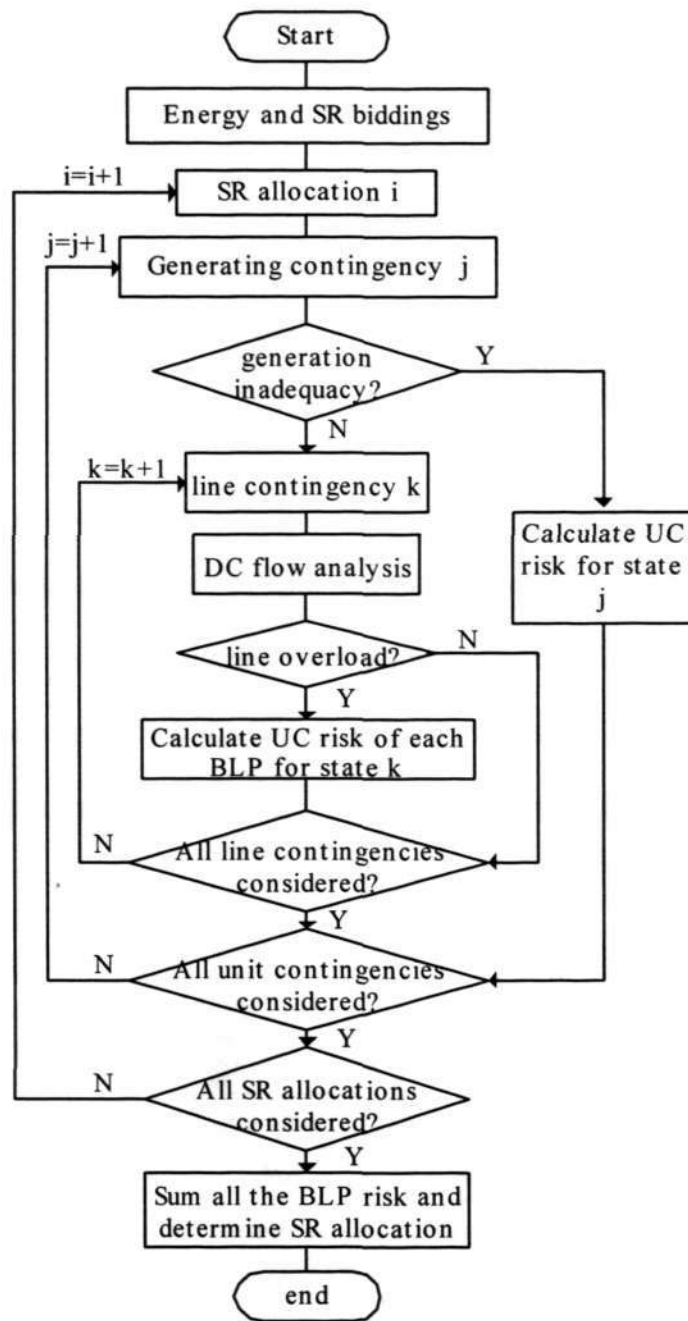 Start
Energy and SR biddings
i=i+1
SR allocation i
j=j+1
Generating contingency j
generation
inadequacy?
Y
N
k=k+1
line contingency k
Calculate UC
risk for state
j
DC flow analysis
line overload?
N
Y
Calculate UC risk of each
BLP for state k
N
All line contingencies
considered?
Y
N
All unit contingencies
considered?
Y
N
All SR allocations
considered?
Y
Sum all the BLP risk and
determine SR allocation
end